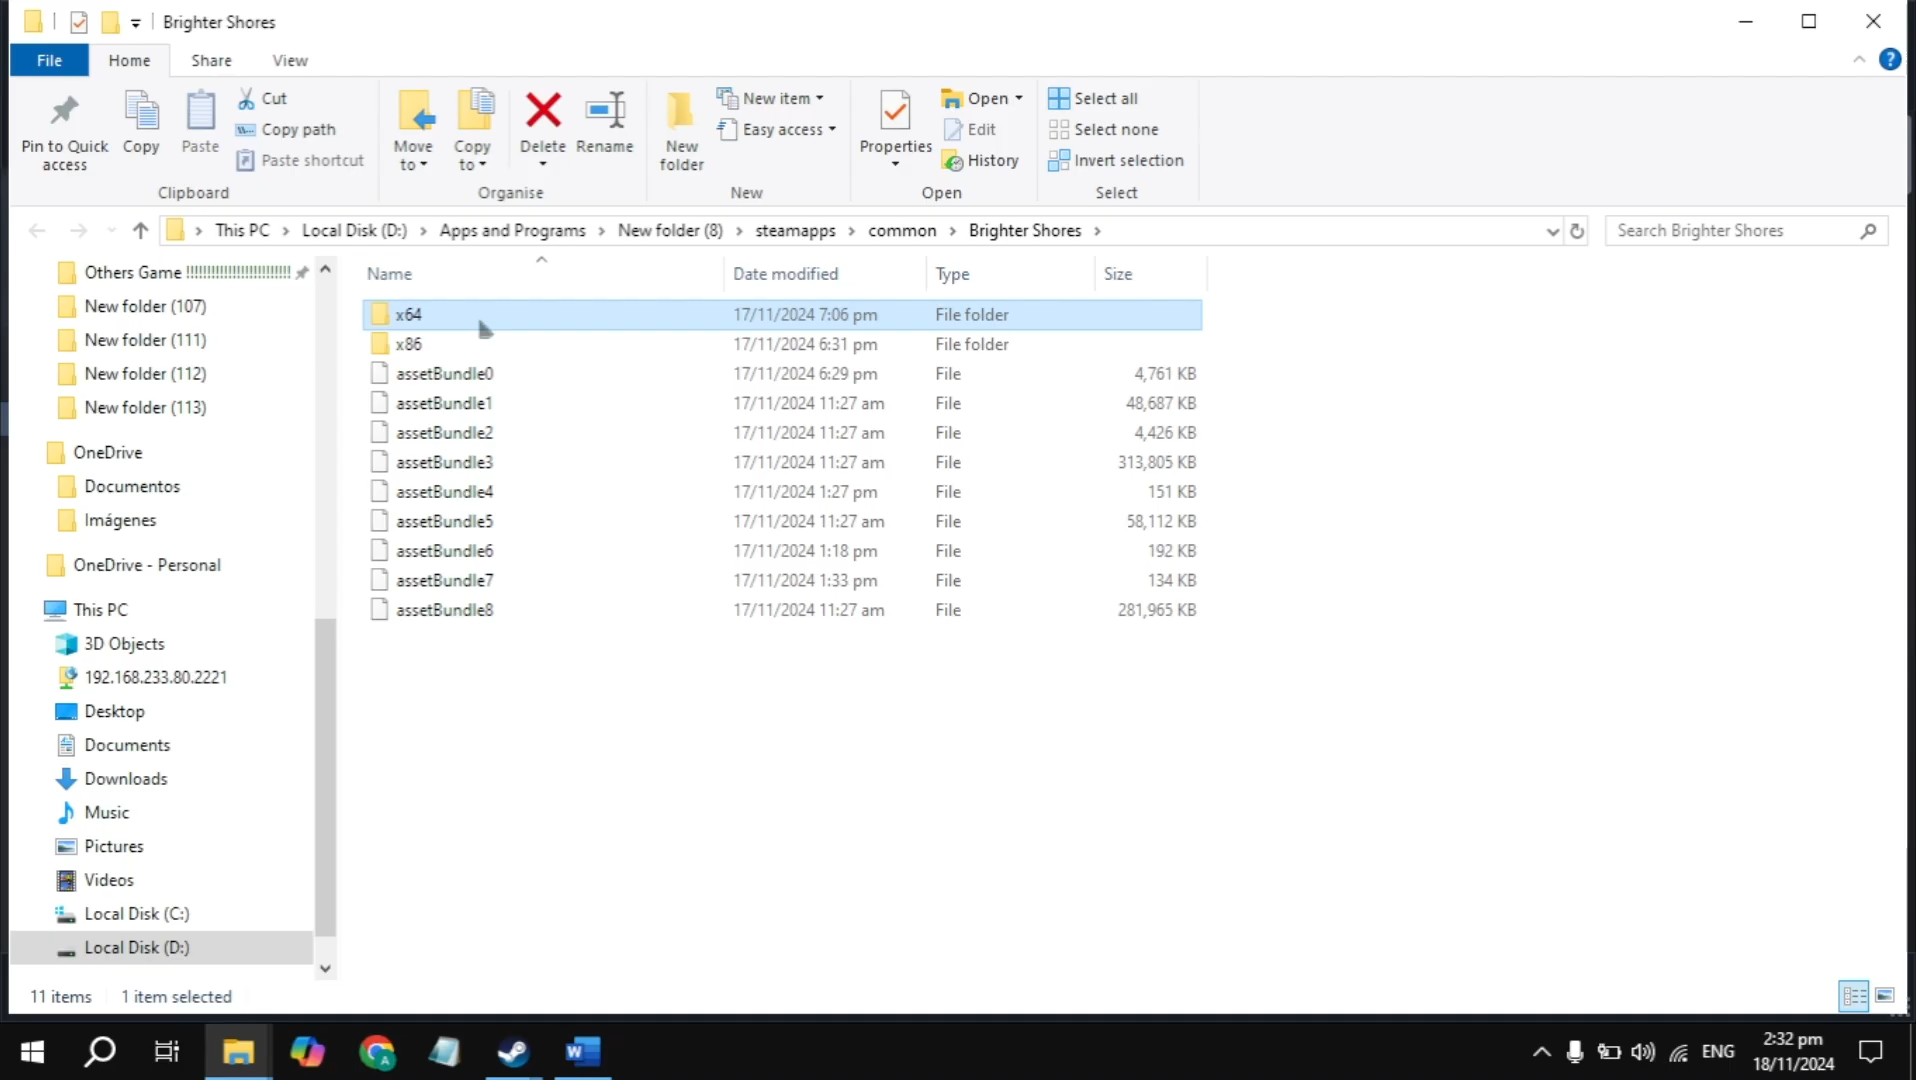 Brighter Shores
File Home Share View
Pin to Quick access
Copy
Paste
Cut
Copy path
Paste shortcut
Clipboard
Move to
Copy to
Delete
Rename
Organise
New folder
New item
Easy access
New
Properties
Open
Edit
History
Open
Select all
Select none
Invert selection
Select
This PC > Local Disk (D:) > Apps and Programs > New folder (8) > steamapps > common > Brighter Shores >
Search Brighter Shores
Others Game !!!!!!!!!!!!!!!!!!!!!!!!!
New folder (107)
New folder (111)
New folder (112)
New folder (113)
OneDrive
Documentos
Imágenes
OneDrive - Personal
This PC
3D Objects
192.168.233.80.2221
Desktop
Documents
Downloads
Music
Pictures
Videos
Local Disk (C:)
Local Disk (D:)
Name Date modified Type Size
x64 17/11/2024 7:06 pm File folder
x86 17/11/2024 6:31 pm File folder
assetBundle0 17/11/2024 6:29 pm File 4,761 KB
assetBundle1 17/11/2024 11:27 am File 48,687 KB
assetBundle2 17/11/2024 11:27 am File 4,426 KB
assetBundle3 17/11/2024 11:27 am File 313,805 KB
assetBundle4 17/11/2024 1:27 pm File 151 KB
assetBundle5 17/11/2024 11:27 am File 58,112 KB
assetBundle6 17/11/2024 1:18 pm File 192 KB
assetBundle7 17/11/2024 1:33 pm File 134 KB
assetBundle8 17/11/2024 11:27 am File 281,965 KB
11 items 1 item selected
ENG
2:32 pm
18/11/2024